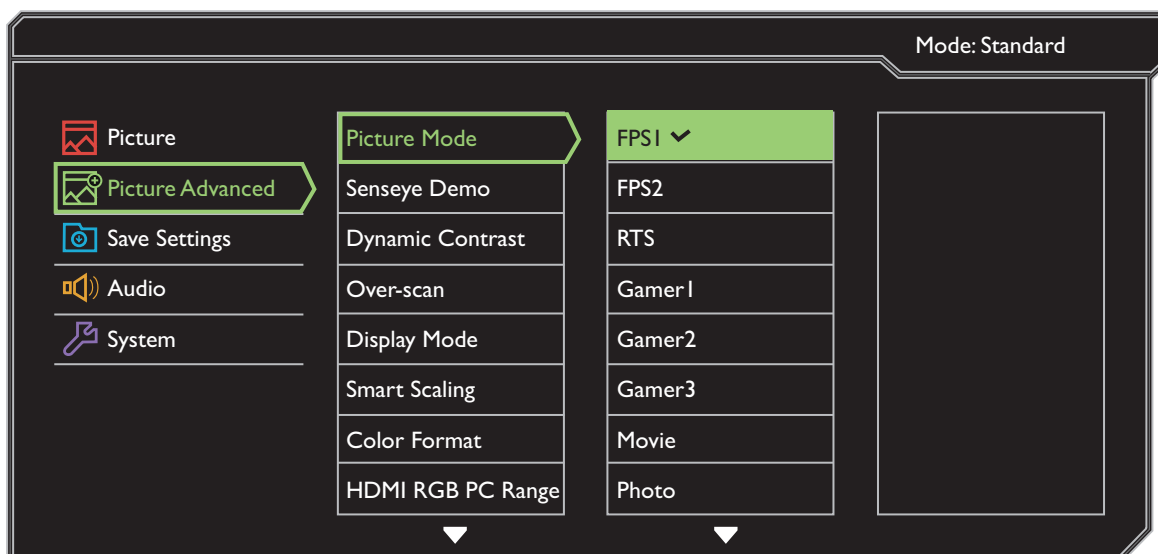 Mode: Standard
Picture
Picture Advanced
Save Settings
Audio
System
Picture Mode
Senseye Demo
Dynamic Contrast
Over-scan
Display Mode
Smart Scaling
Color Format
HDMI RGB PC Range
FPS1
FPS2
RTS
Gamer1
Gamer2
Gamer3
Movie
Photo